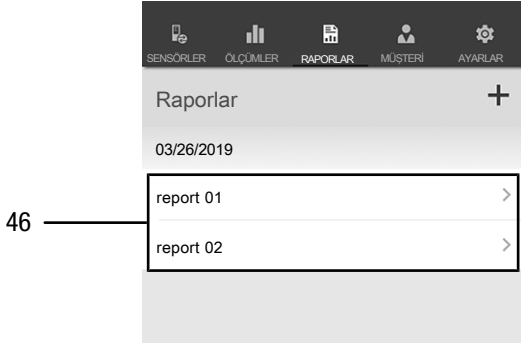 SENSÖRLER ÖLÇÜMLER RAPORLAR MÜŞTERİ AYARLAR
Raporlar +
03/26/2019
report 01
46
report 02